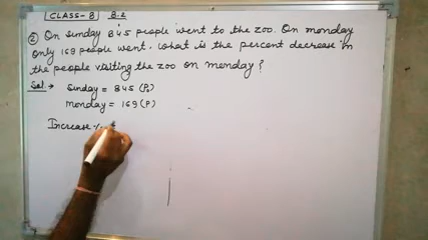 CLASS-8 8.2
② On sunday 845 people went to the zoo. On monday
only 169 people went. what is the percent decrease in
the people visiting the zoo on monday?
Sol. → Sunday = 845 (P₁)
Monday = 169 (P)
Increase %